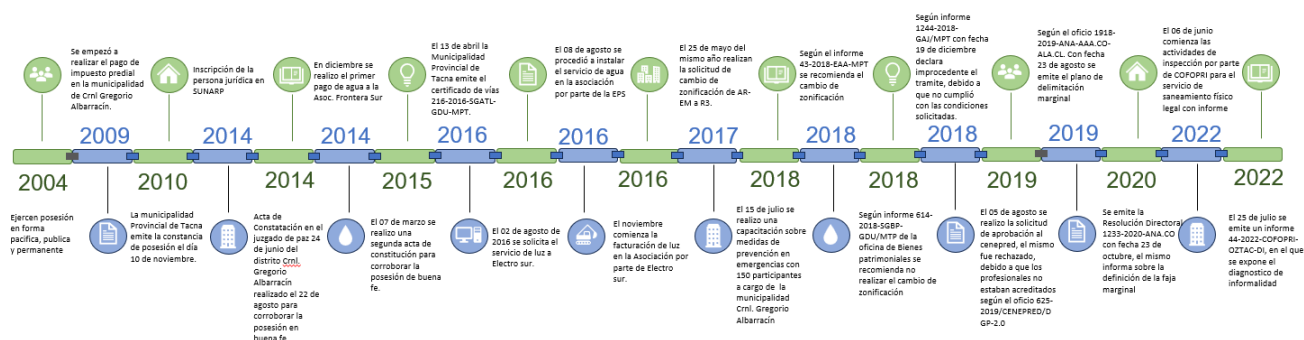 Se empezó a
realizar el pago de
impuesto predial en
la municipalidad de
Crnl Gregorio
Albarracín.
Inscripción de la
persona jurídica en
SUNARP
En diciembre se
realizo el primer
pago de agua a la
Asoc. Frontera Sur
El 13 de abril la
Municipalidad
Provincial de
Tacna emite el
certificado de vías
216-2016-SGATL-
GDU-MPT.
El 08 de agosto se
procedió a instalar
el servicio de agua
en la asociación
por parte de la EPS
El 25 de mayo del
mismo año realizan
la solicitud de
cambio de
zonificación de AR-
EM a R3.
Según el informe
43-2018-EAA-MPT
se recomienda el
cambio de
zonificación
Según informe
1244-2018-
GAJ/MPT con fecha
19 de diciembre
declara
improcedente el
tramite, debido a
que no cumplió
con las condiciones
solicitadas.
Según el oficio 1918-
2019-ANA-AAA.CO-
ALA.CL. Con fecha
23 de agosto se
emite el plano de
delimitación
marginal
El 06 de junio
comienza las
actividades de
inspección por parte
de COFOPRI para el
servicio de
saneamiento físico
legal con informe
2009
2014
2014
2016
2016
2017
2018
2018
2019
2022
2004
2010
2014
2015
2016
2016
2018
2018
2019
2020
2022
Ejercen posesión
en forma
pacifica, publica
y permanente
La municipalidad
Provincial de Tacna
emite la constancia
de posesión el día
10 de noviembre.
Acta de
Constatación en el
juzgado de paz 24
de junio del
distrito Crnl.
Gregorio
Albarracín
realizado el 22 de
agosto para
corroborar la
posesión en
buena fe
El 07 de marzo se
realizo una
segunda acta de
constitución para
corroborar la
posesión de buena
fe.
El 02 de agosto de
2016 se solicita el
servicio de luz a
Electro sur.
El noviembre
comienza la
facturación de luz
en la Asociación por
parte de Electro
sur.
El 15 de julio se
realizo una
capacitación sobre
medidas de
prevención en
emergencias con
150 participantes
a cargo de la
municipalidad
Crnl. Gregorio
Albarracín
Según informe 614-
2018-SGBP-
GDU/MTP de la
oficina de Bienes
patrimoniales se
recomienda no
realizar el cambio de
zonificación
El 05 de agosto se
realizo la solicitud
de aprobación al
cenepred, el mismo
fue rechazado,
debido a que los
profesionales no
estaban acreditados
según el oficio 625-
2019/CENEPRED/D
GP-2.0
Se emite la
Resolución Directoral
1233-2020-ANA.CO
con fecha 23 de
octubre, el mismo
informa sobre la
definición de la faja
marginal
El 25 de julio se
emite un informe
44-2022-COFOPRI-
OZTAC-DI, en el que
se expone el
diagnostico de
informalidad